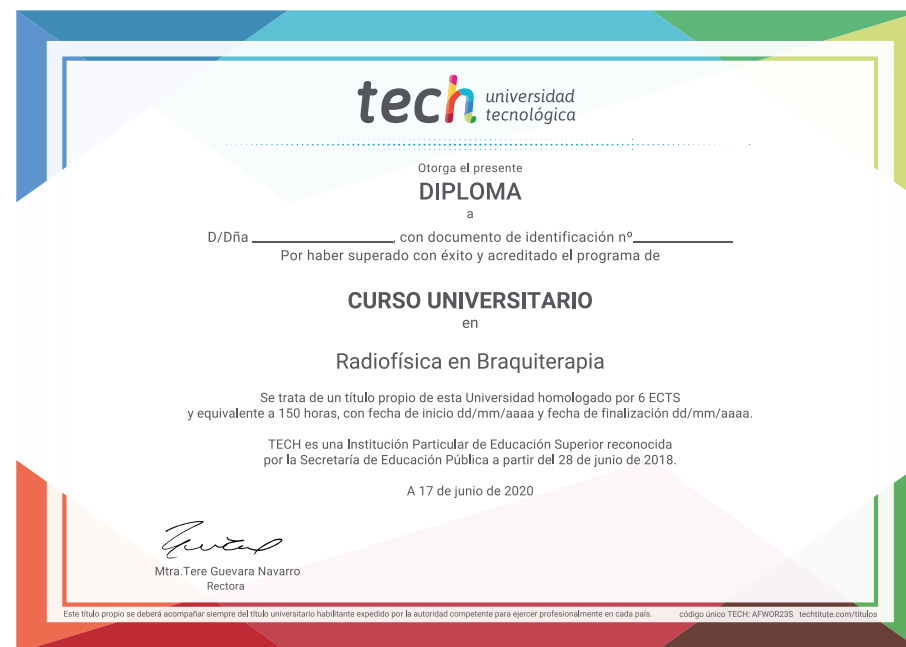 tech universidad
tecnológica
Otorga el presente
DIPLOMA
a
D/Dña ____________________, con documento de identificación nº______________
Por haber superado con éxito y acreditado el programa de
CURSO UNIVERSITARIO
en
Radiofísica en Braquiterapia
Se trata de un título propio de esta Universidad homologado por 6 ECTS
y equivalente a 150 horas, con fecha de inicio dd/mm/aaaa y fecha de finalización dd/mm/aaaa.
TECH es una Institución Particular de Educación Superior reconocida
por la Secretaría de Educación Pública a partir del 28 de junio de 2018.
A 17 de junio de 2020
Mtra.Tere Guevara Navarro
Rectora
Este título propio se deberá acompañar siempre del título universitario habilitante expedido por la autoridad competente para ejercer profesionalmente en cada país. código único TECH: AFWOR23S techtitute.com/titulos